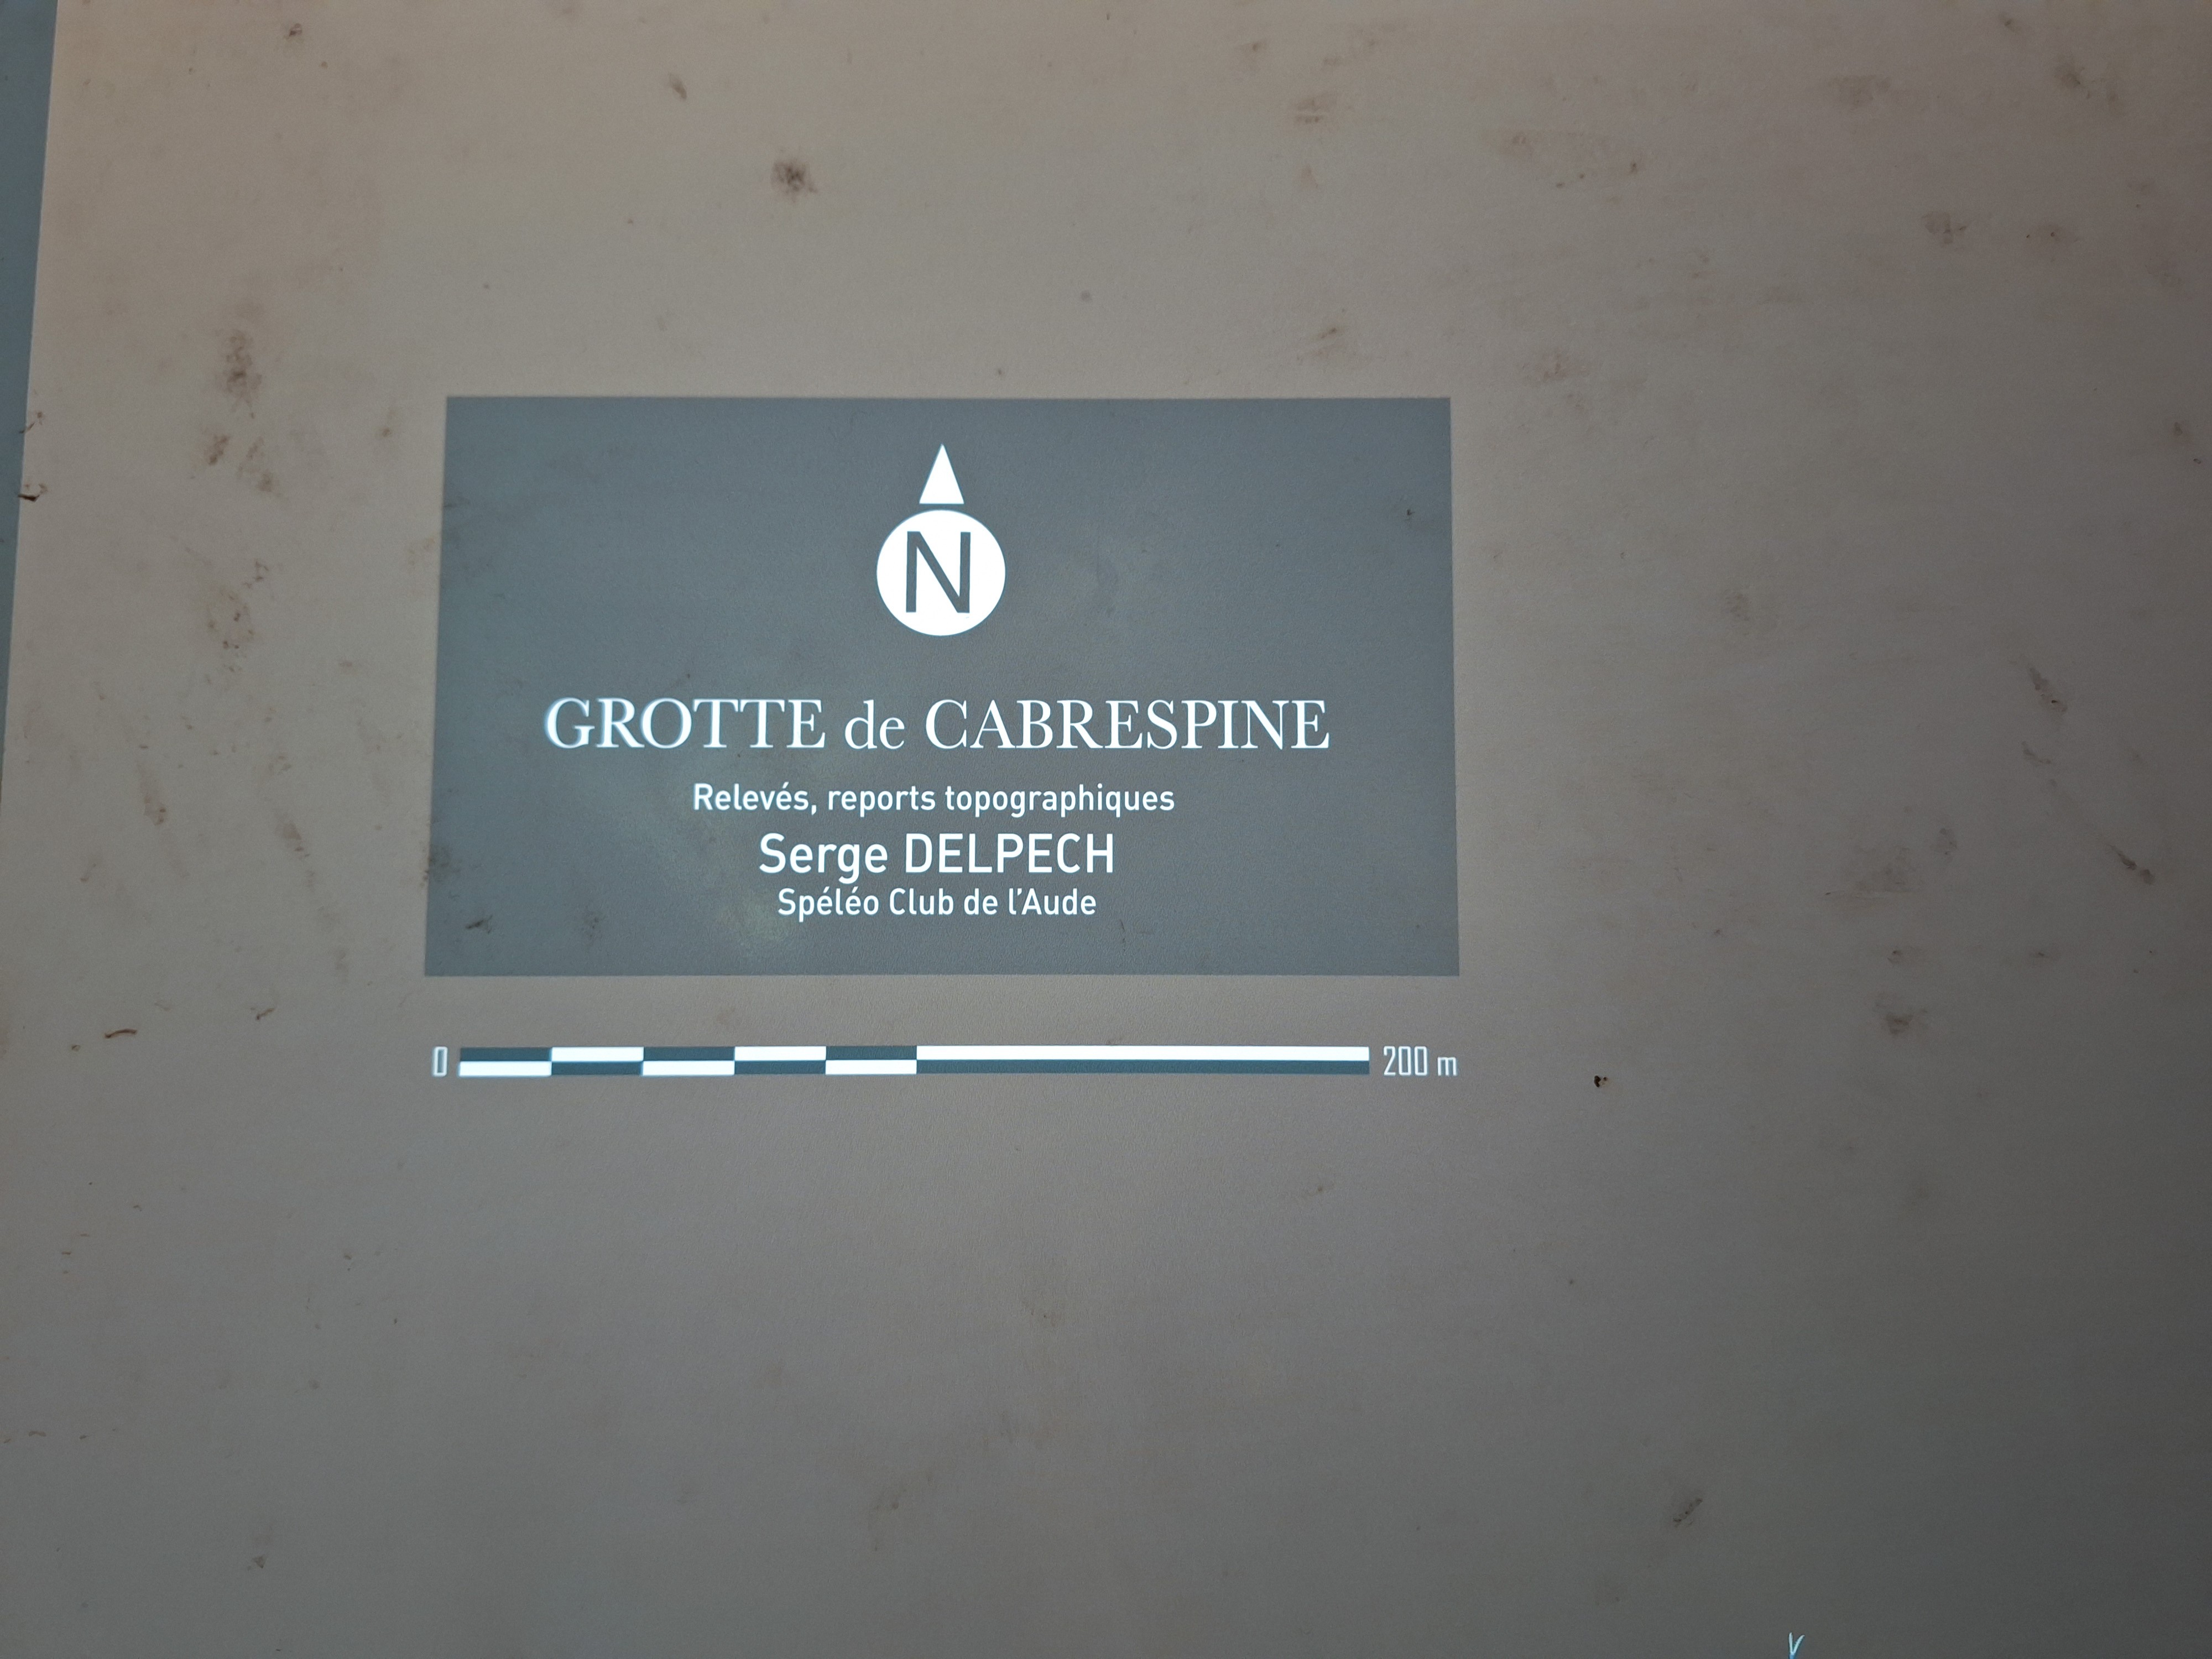 N
GROTTE de CABRESPINE
Relevés, reports topographiques
Serge DELPECH
Spéléo Club de l'Aude
0 200 m